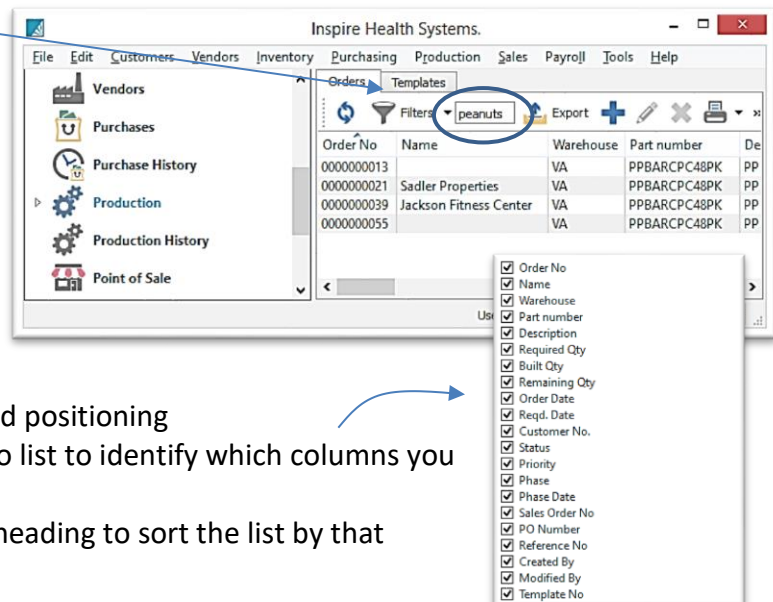 Inspire Health Systems.
File Edit Customers Vendors Inventory Purchasing Production Sales Payroll Tools Help
Vendors
Purchases
Purchase History
Production
Production History
Point of Sale
Orders Templates
Filters peanuts Export
Order No Name Warehouse Part number De
0000000013 VA PPBARCPC48PK PP
0000000021 Sadler Properties VA PPBARCPC48PK PP
0000000039 Jackson Fitness Center VA PPBARCPC48PK PP
0000000055 VA PPBARCPC48PK PP
Us
Order No
Name
Warehouse
Part number
Description
Required Qty
Built Qty
Remaining Qty
Order Date
Reqd. Date
Customer No.
Status
Priority
Phase
Phase Date
Sales Order No
PO Number
Reference No
Created By
Modified By
Template No
d positioning
o list to identify which columns you
heading to sort the list by that